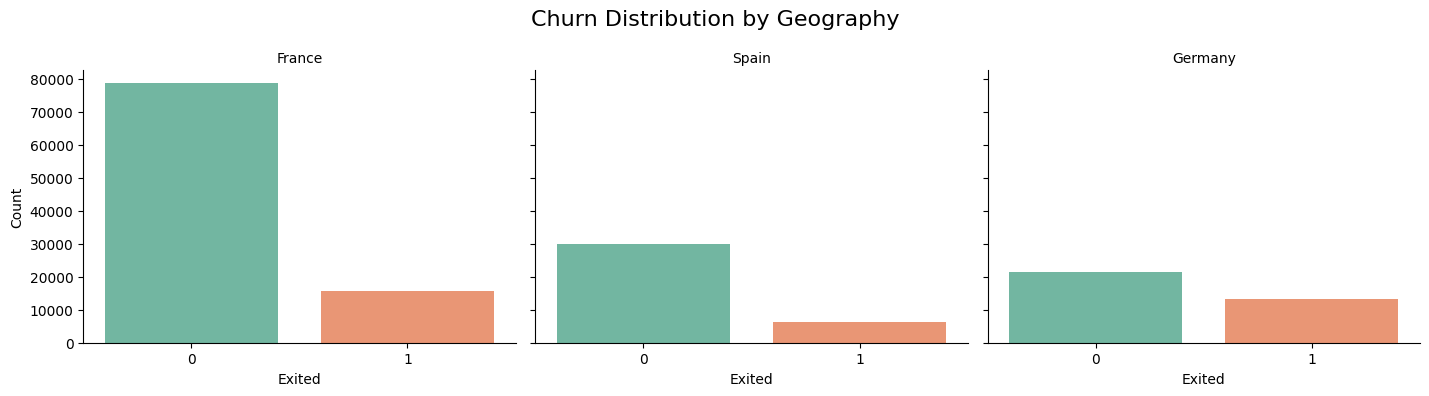 Churn Distribution by Geography
France
Spain
Germany
80000
70000
60000
50000
40000
30000
20000
10000
0
Count
0 1
0 1
0 1
Exited
Exited
Exited